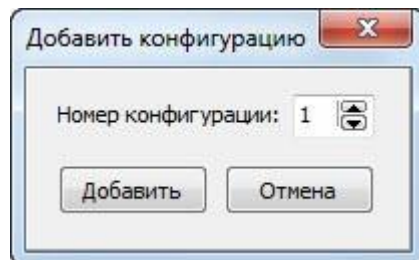 Добавить конфигурацию
Номер конфигурации: 1
Добавить Отмена